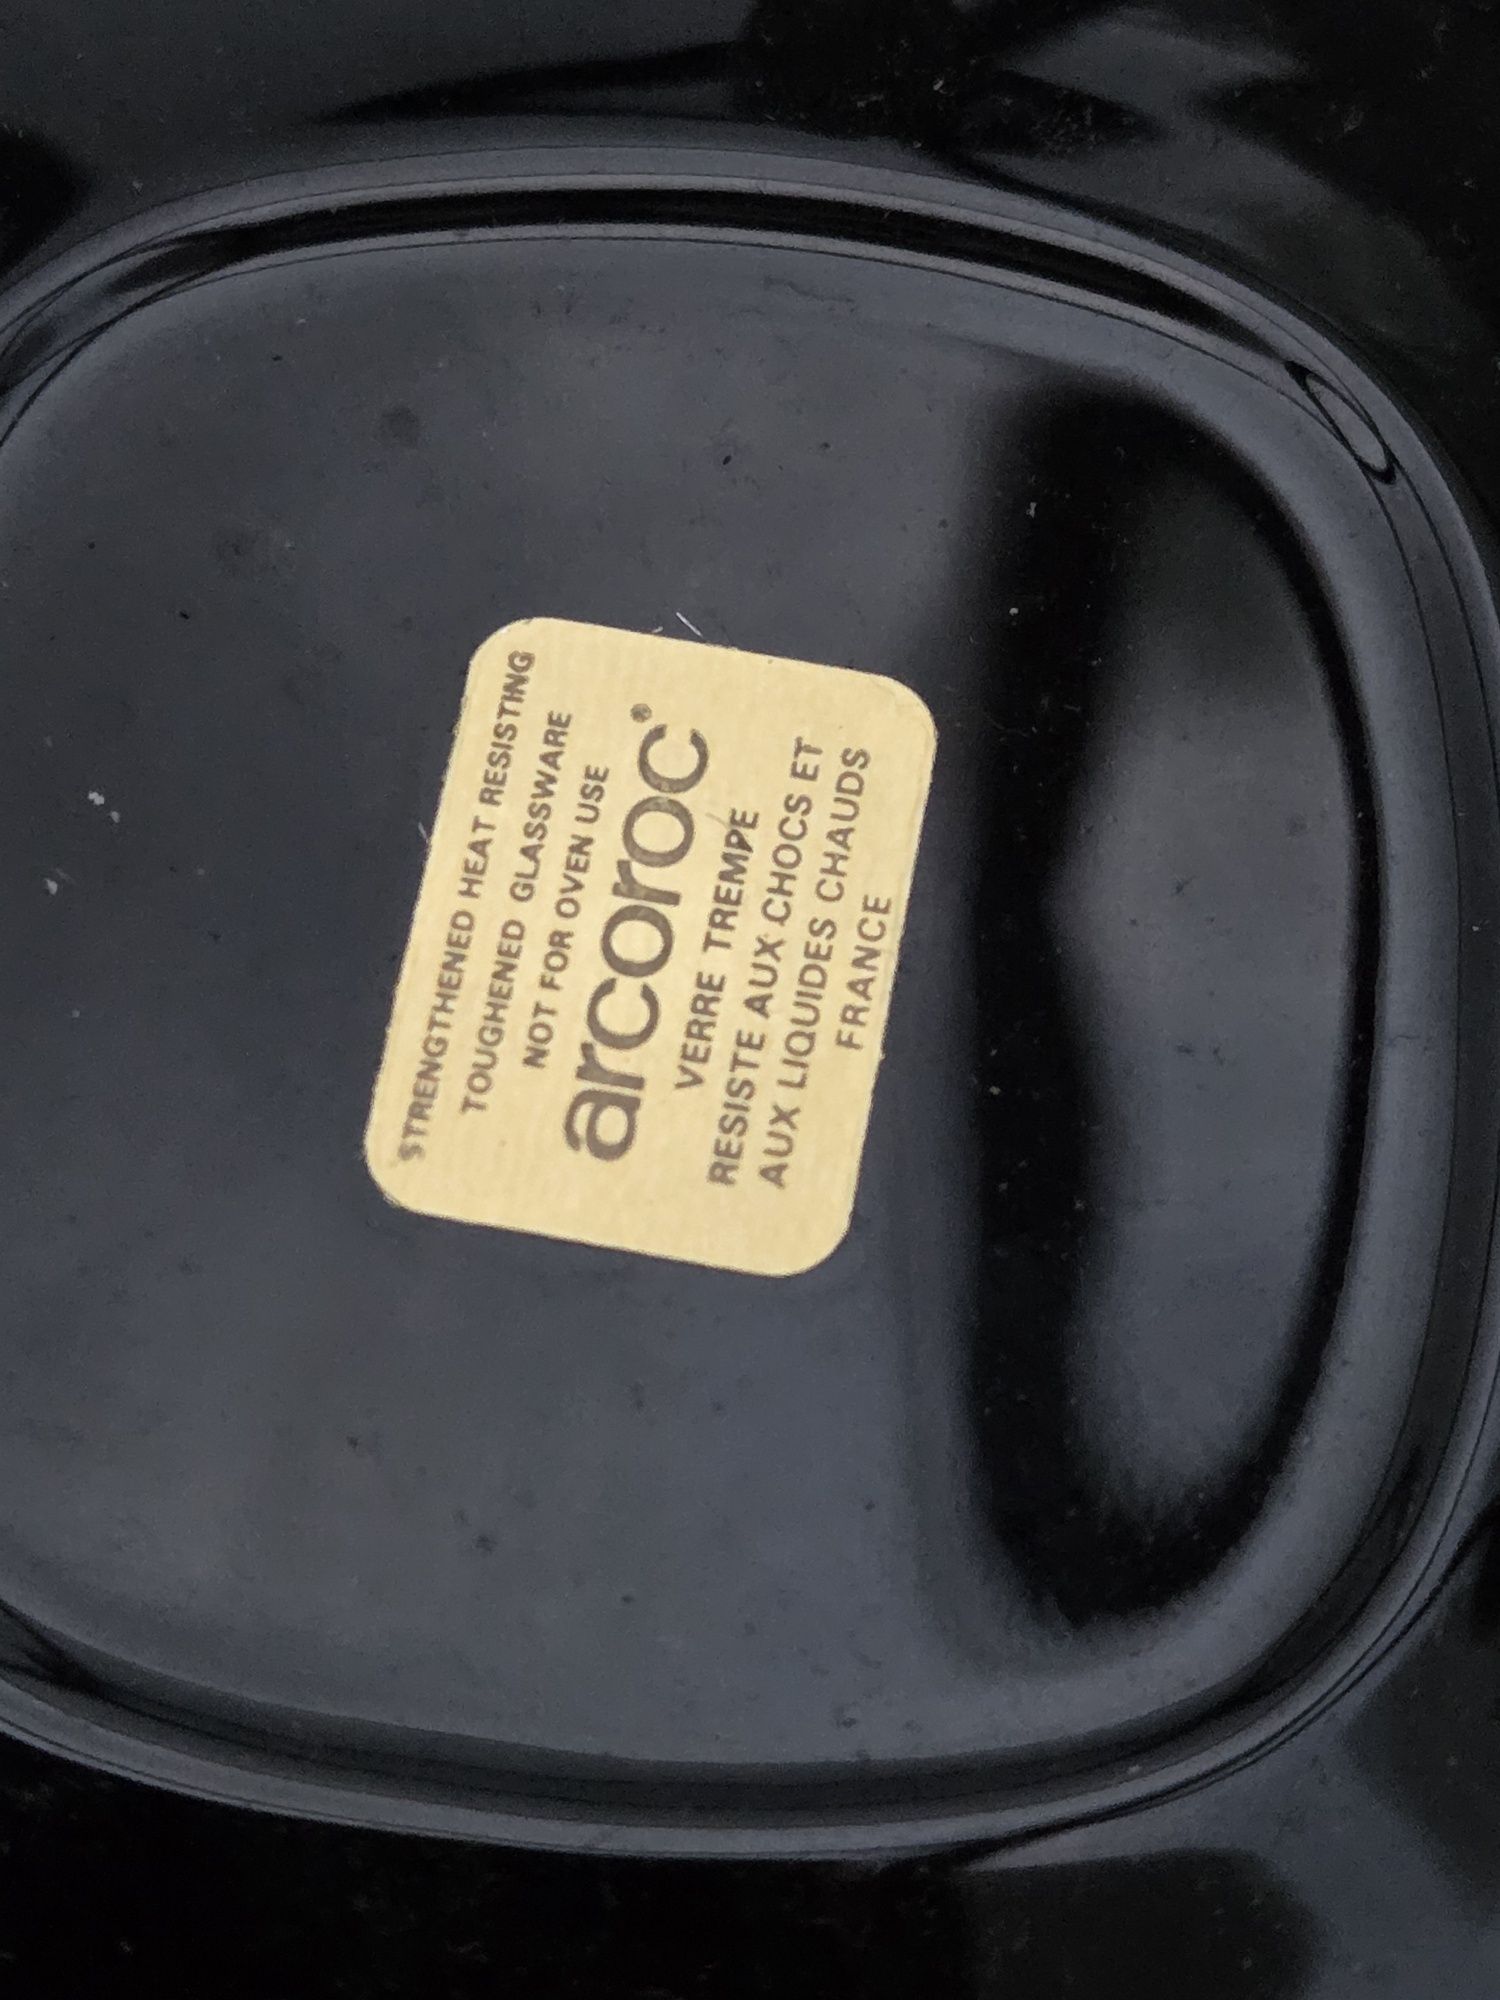 STRENGTHENED HEAT RESISTING
TOUGHENED GLASSWARE
NOT FOR OVEN USE
arcoroc®
VERRE TREMPE
RESISTE AUX CHOCS ET
AUX LIQUIDES CHAUDS
FRANCE